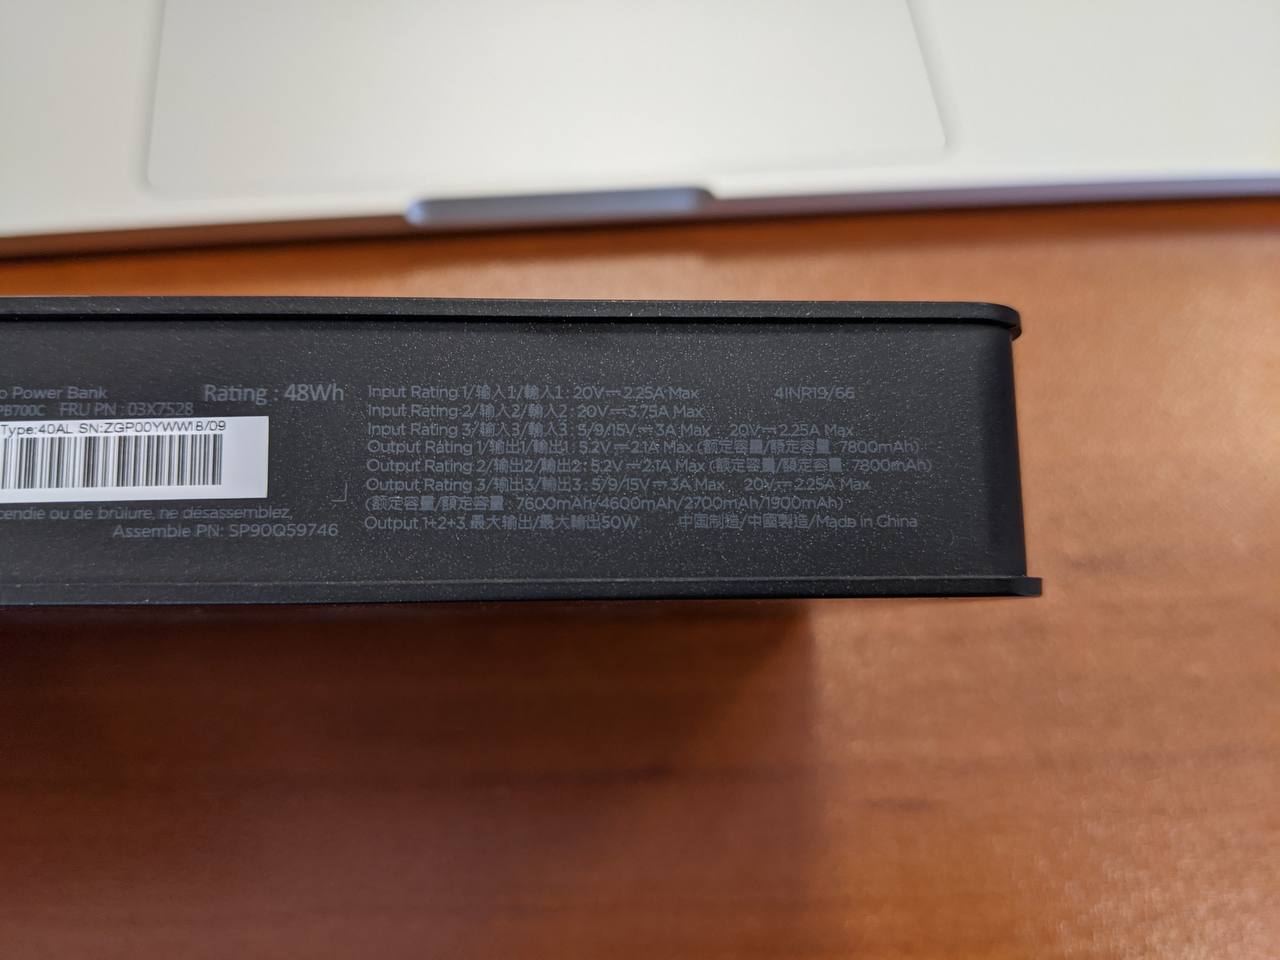 o Power Bank
PB700C FRU PN : 03X7528
Type:40AL SN:ZGP00YWW18/09
cendie ou de brûlure, ne désassemblez,
Assemble PN: SP90Q59746
Rating : 48Wh
Input Rating 1/输入1/輸入1 : 20V⎓2.25A Max 4INR19/66
Input Rating 2/输入2/輸入2 : 20V⎓3.75A Max
Input Rating 3/输入3/輸入3 : 5/9/15V⎓3A Max 20V⎓2.25A Max
Output Rating 1/输出1/輸出1 : 5.2V⎓2.1A Max (额定容量/額定容量 :7800mAh)
Output Rating 2/输出2/輸出2 : 5.2V⎓2.1A Max (额定容量/額定容量 :7800mAh)
Output Rating 3/输出3/輸出3 : 5/9/15V⎓3A Max 20V⎓2.25A Max
(额定容量/額定容量 : 7600mAh/4600mAh/2700mAh/1900mAh)
Output 1+2+3 最大输出/最大輸出50W 中国制造/中國製造/Made in China